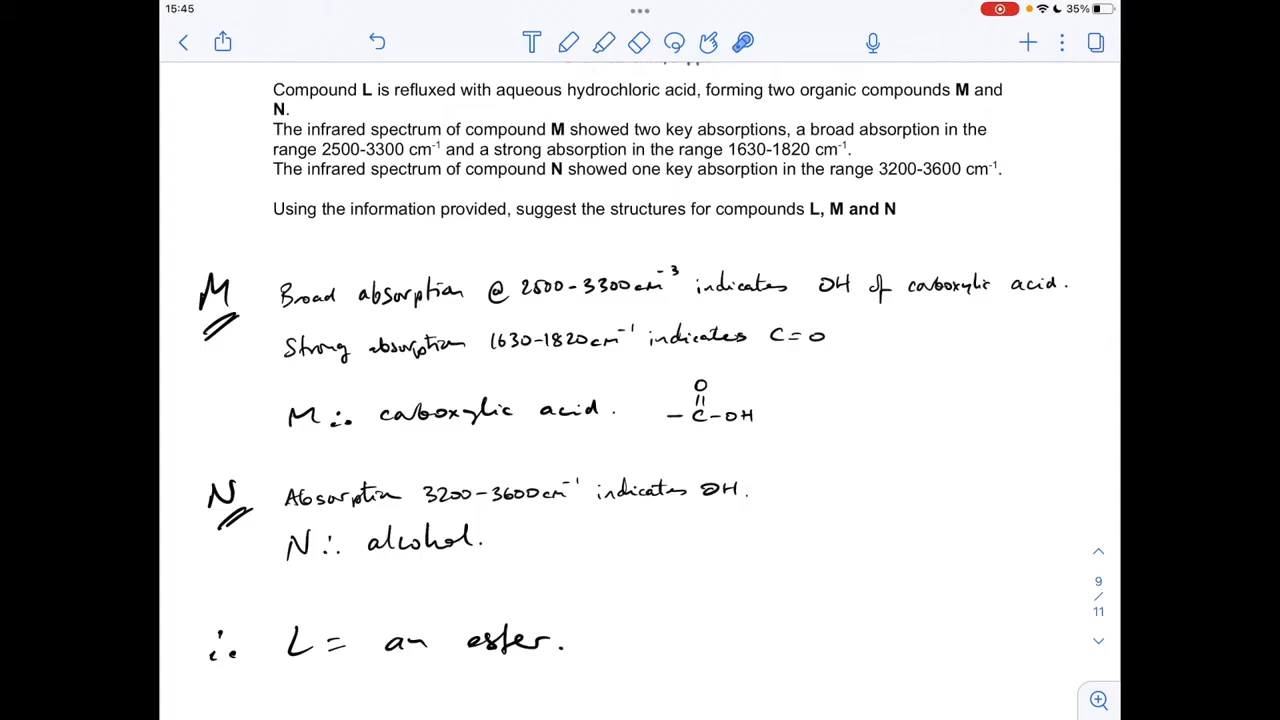 15:45
35%
T
Compound L is refluxed with aqueous hydrochloric acid, forming two organic compounds M and
N.
The infrared spectrum of compound M showed two key absorptions, a broad absorption in the
range 2500-3300 cm⁻¹ and a strong absorption in the range 1630-1820 cm⁻¹.
The infrared spectrum of compound N showed one key absorption in the range 3200-3600 cm⁻¹.
Using the information provided, suggest the structures for compounds L, M and N
M Broad absorption @ 2500-3300cm⁻³ indicates OH of carboxylic acid.
Strong absorption 1630-1820cm⁻¹ indicates C=O
O
M ∴ carboxylic acid. -C-OH
N Absorption 3200-3600cm⁻¹ indicates OH.
N ∴ alcohol.
9
/
11
∴ L = an ester.